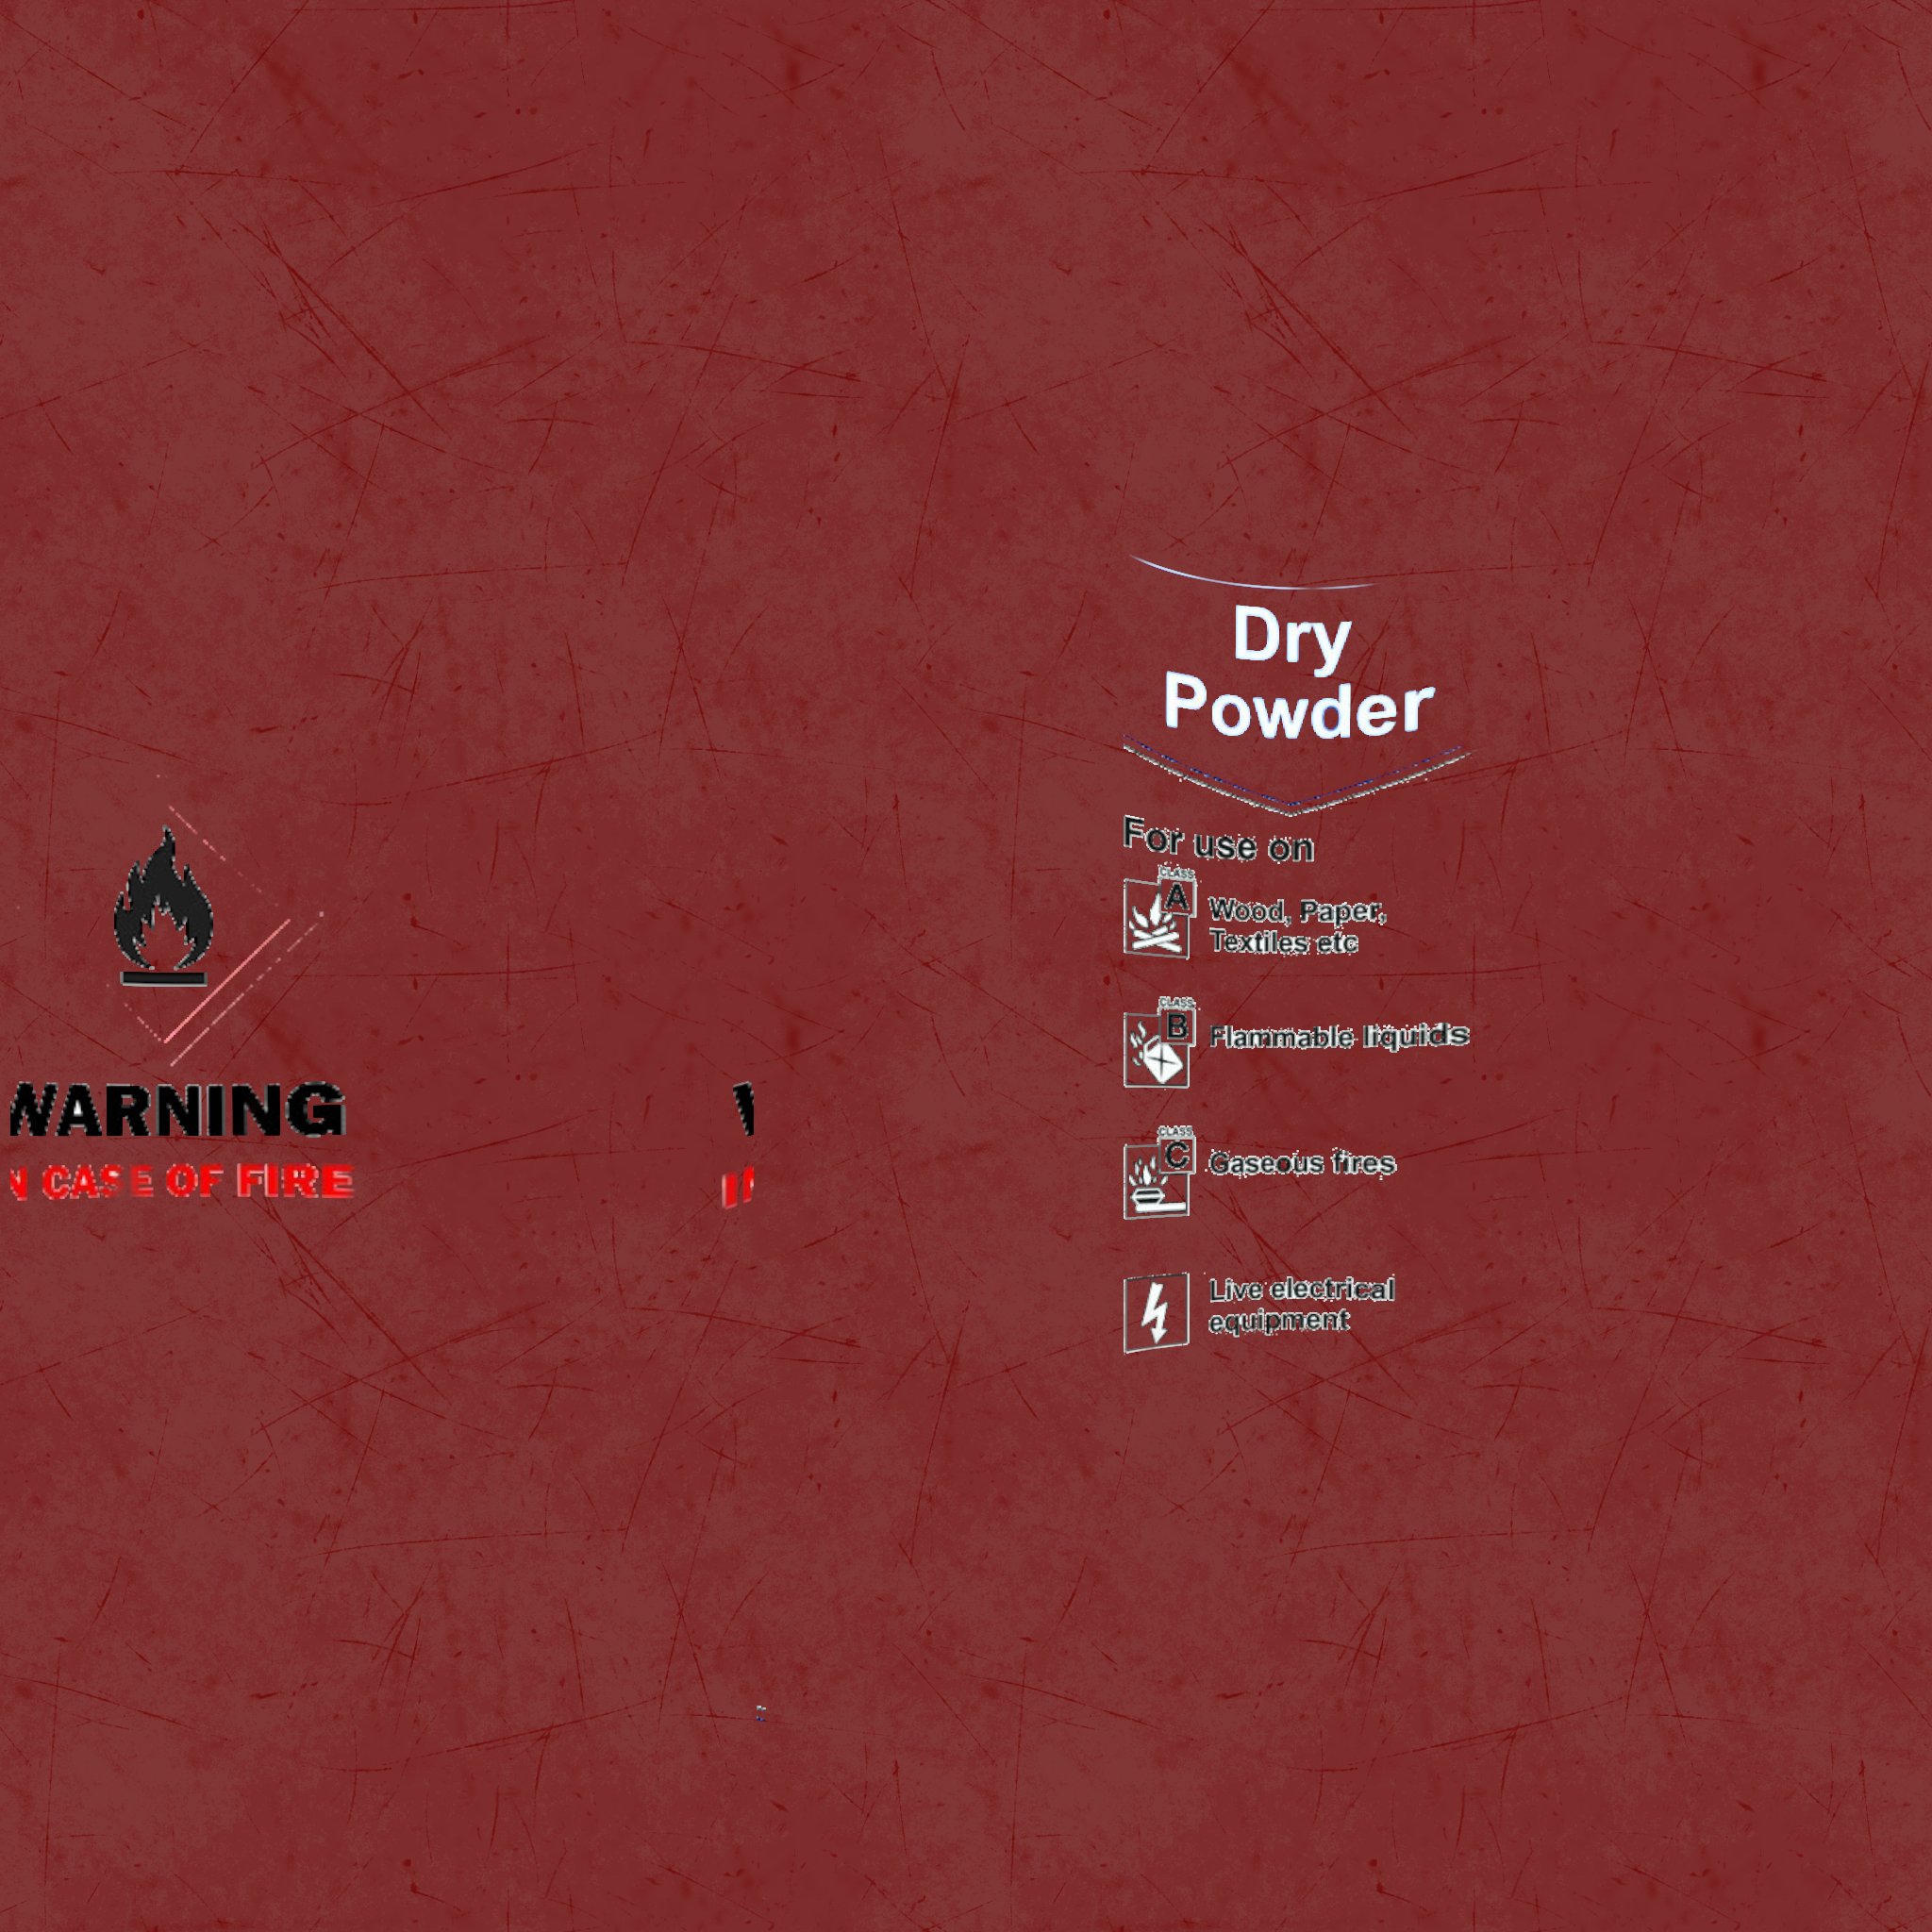 WARNING
N CASE OF FIRE
Dry
Powder
For use on
CLASS
A
Wood, Paper,
Textiles etc
CLASS
B
Flammable liquids
CLASS
C
Gaseous fires
Live electrical
equipment